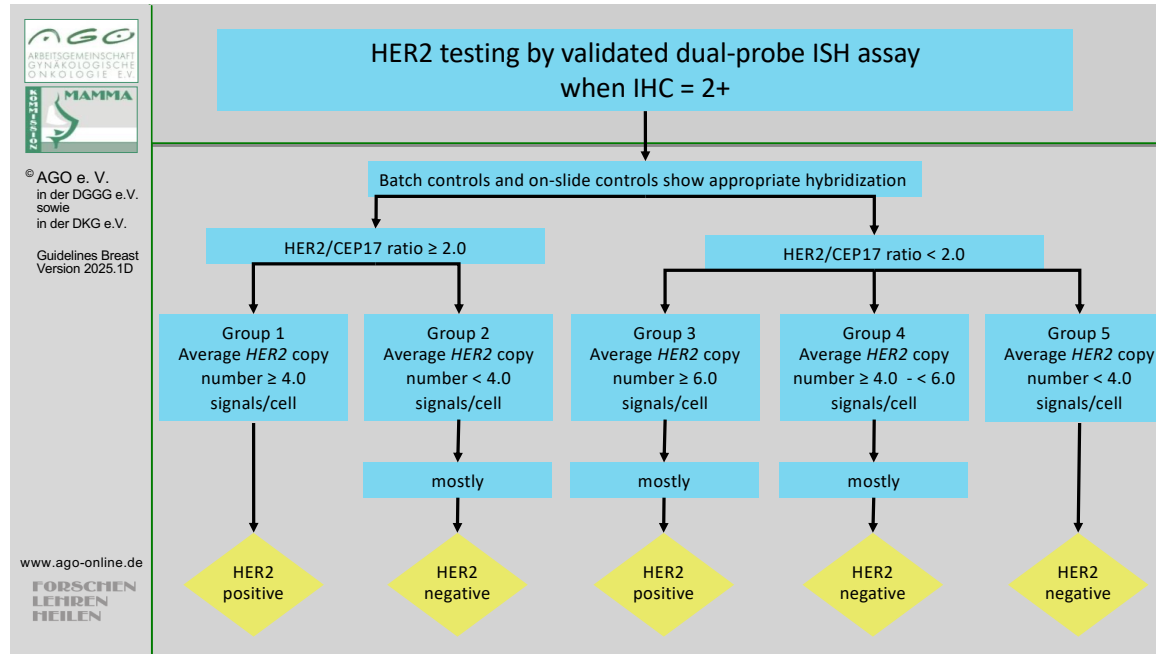 AGO
ARBEITSGEMEINSCHAFT
GYNÄKOLOGISCHE
ONKOLOGIE E.V.
KOMMISSION
MAMMA
© AGO e. V.
in der DGGG e.V.
sowie
in der DKG e.V.
Guidelines Breast
Version 2025.1D
www.ago-online.de
FORSCHEN
LEHREN
HEILEN
HER2 testing by validated dual-probe ISH assay
when IHC = 2+
Batch controls and on-slide controls show appropriate hybridization
HER2/CEP17 ratio ≥ 2.0
HER2/CEP17 ratio < 2.0
Group 1
Average HER2 copy
number ≥ 4.0
signals/cell
Group 2
Average HER2 copy
number < 4.0
signals/cell
Group 3
Average HER2 copy
number ≥ 6.0
signals/cell
Group 4
Average HER2 copy
number ≥ 4.0 - < 6.0
signals/cell
Group 5
Average HER2 copy
number < 4.0
signals/cell
mostly
mostly
mostly
HER2
positive
HER2
negative
HER2
positive
HER2
negative
HER2
negative